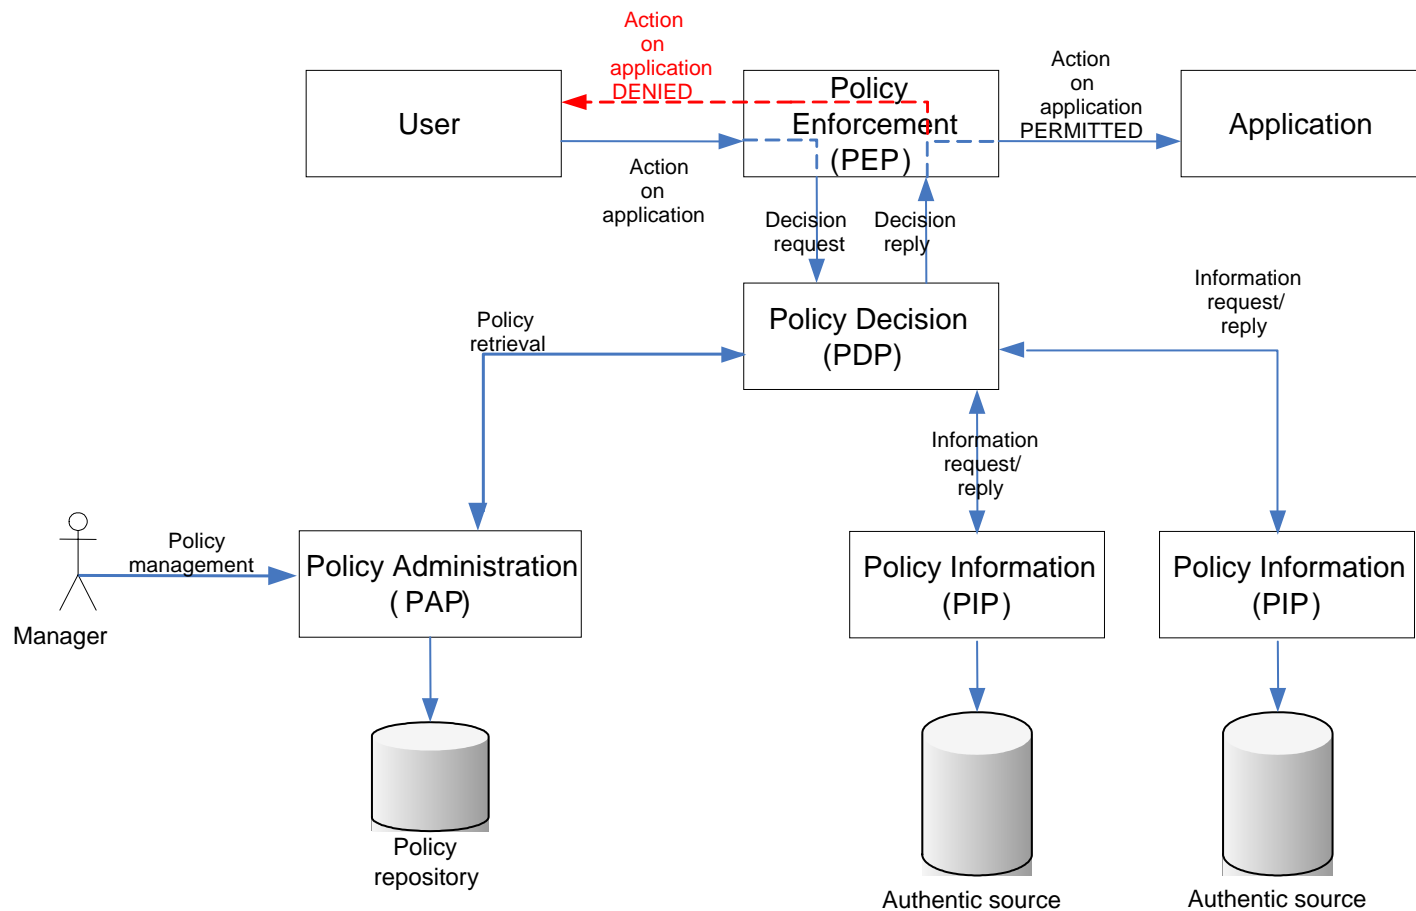 Action
on
application
DENIED
User
Policy
Enforcement
(PEP)
Action
on
application
PERMITTED
Application
Action
on
application
Decision
request
Decision
reply
Policy
retrieval
Policy Decision
(PDP)
Information
request/
reply
Information
request/
reply
Policy
management
Manager
Policy Administration
( PAP)
Policy Information
(PIP)
Policy Information
(PIP)
Policy
repository
Authentic source
Authentic source